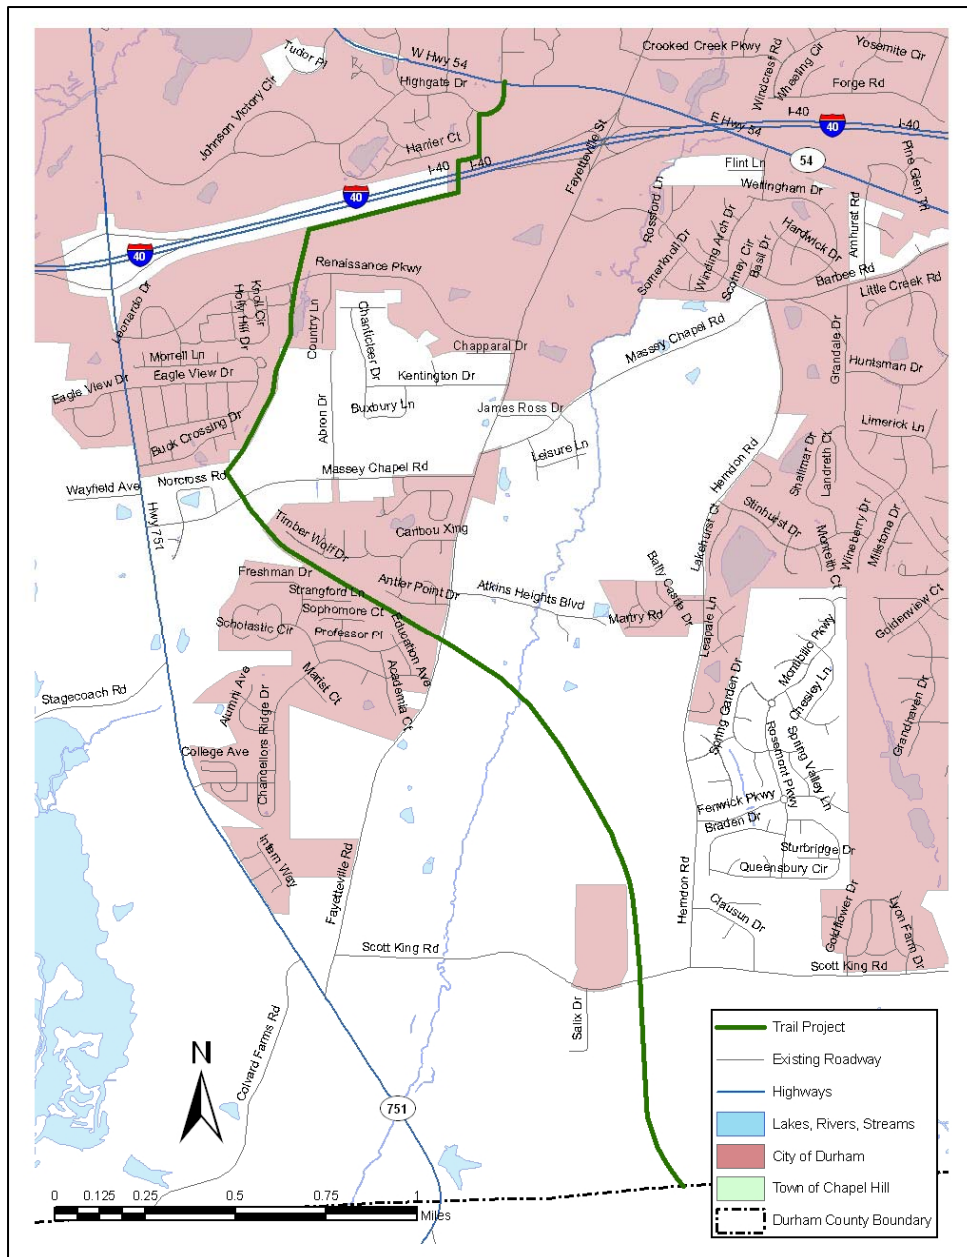 Tudor Pl
W Hwy 54
Crooked Creek Pkwy
Windcrest Rd
Wheeling Cir
Yosemite Cir
Highgate Dr
Forge Rd
Johnson Victory Cir
Harrier Ct
Fayetteville St
E Hwy 54
I-40
40
I-40
54
I-40
I-40
40
40
Flint Ln
Wellingham Dr
Pine Glen Trl
Rossford Ln
Amhurst Rd
Somerknoll Dr
Winding Arch Dr
Scotney Cir
Basil Dr
Hardwick Dr
Barbee Rd
Little Creek Rd
Renaissance Pkwy
Leonardo Dr
Holly Hill Dr
Knoll Cir
Country Ln
Chanticleer Dr
Chapparal Dr
Massey Chapel Rd
Grandale Dr
Huntsman Dr
Morrell Ln
Eagle View Dr
Eagle View Dr
Kentington Dr
Buxbury Ln
James Ross Dr
Abron Dr
Buck Crossing Dr
Leisure Ln
Limerick Ln
Herndon Rd
Shalimar Dr
Landreth Ct
Massey Chapel Rd
Norcross Rd
Wayfield Ave
Hwy 751
Timber Wolf Dr
Caribou Xing
Lakehurst Ct
Stinhurst Dr
Monteith Ct
Wineberry Dr
Millstone Dr
Freshman Dr
Strangford Ln
Antler Point Dr
Atkins Heights Blvd
Batty Castle Dr
Sophomore Ct
Martry Rd
Leapale Ln
Goldenview Ct
Scholastic Cir
Professor Pl
Education Ave
Montibillo Pkwy
Marist Ct
Academia Ct
Chesley Ln
Stagecoach Rd
Alumni Ave
Chancellors Ridge Dr
Spring Garden Dr
Grandhaven Dr
College Ave
Rosemont Pkwy
Spring Valley Ln
Fenwick Pkwy
Braden Dr
Sturbridge Dr
Intern Way
Queensbury Cir
Fayetteville Rd
Herndon Rd
Clausun Dr
Goldflower Dr
Lyon Farm Dr
Scott King Rd
Scott King Rd
Colvard Farms Rd
Salix Dr
N
751
0 0.125 0.25 0.5 0.75 1
Miles
Trail Project
Existing Roadway
Highways
Lakes, Rivers, Streams
City of Durham
Town of Chapel Hill
Durham County Boundary